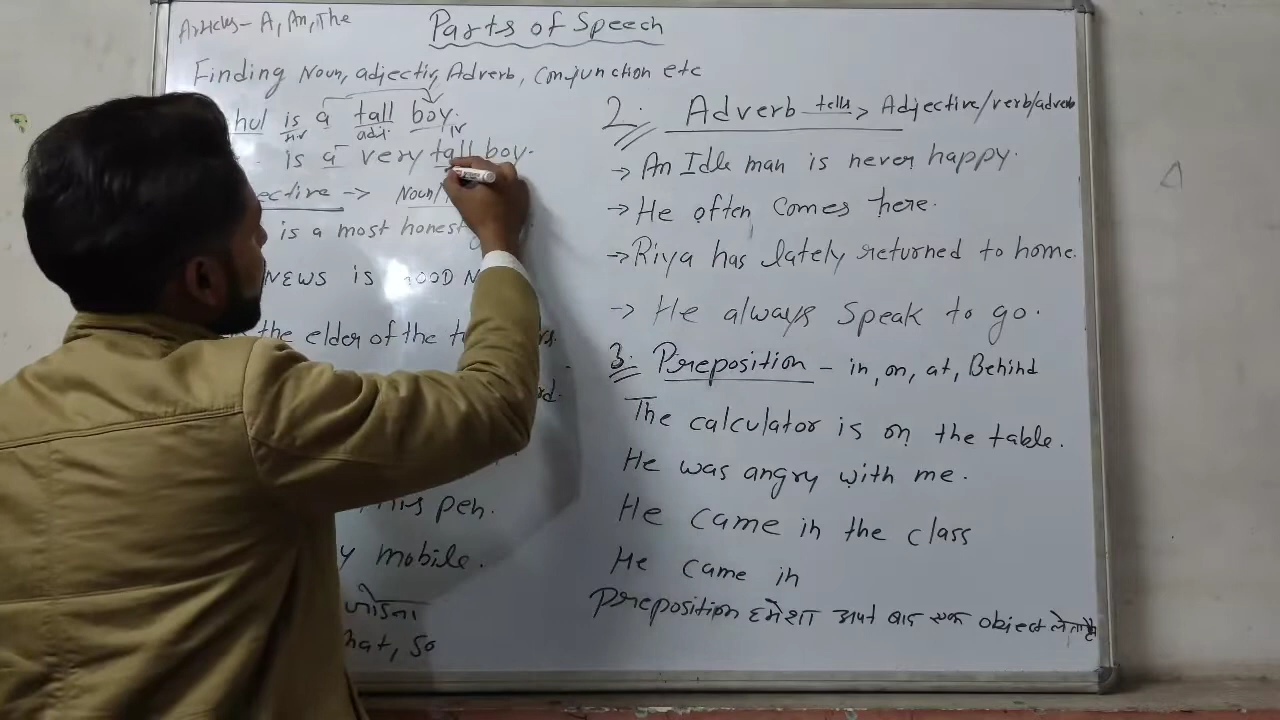 Articles- A, An, The
Parts of Speech
Finding Noun, adjectiv, Adverb, Conjunction etc
is a tall boy.
adj.
is a very tall boy.
ective → Noun/
is a most honest
NEWS is GOOD N
the elder of the
pen.
mobile.
जोडना
hat, So
2. Adverb tells > Adjective/verb/adverb
→ An Idle man is never happy.
→ He often comes here.
→ Riya has lately returned to home.
→ He always speak to go.
3. Preposition - in, on, at, Behind
The calculator is on the table.
He was angry with me.
He came in the class
He came in
Preposition हमेशा अपने बाद एक object लेता है